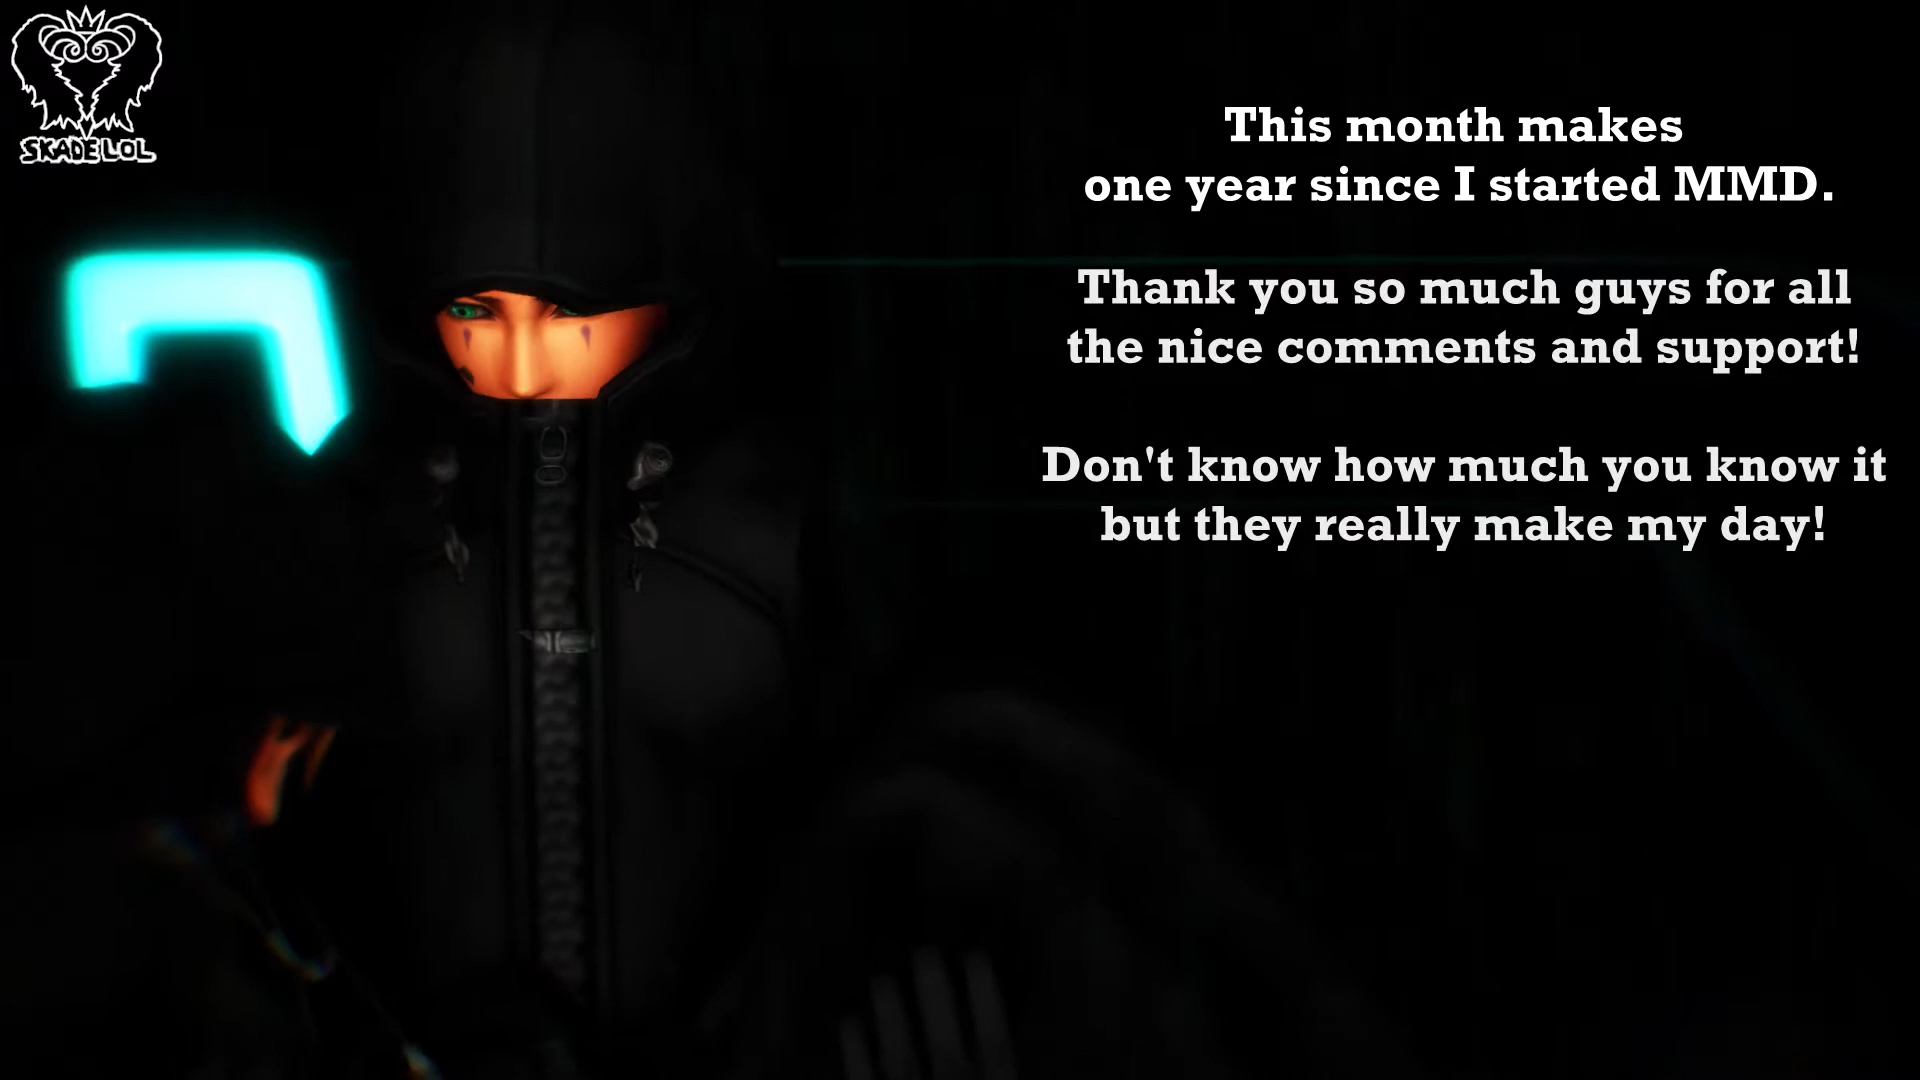 SKADELOL
This month makes
one year since I started MMD.
Thank you so much guys for all
the nice comments and support!
Don't know how much you know it
but they really make my day!